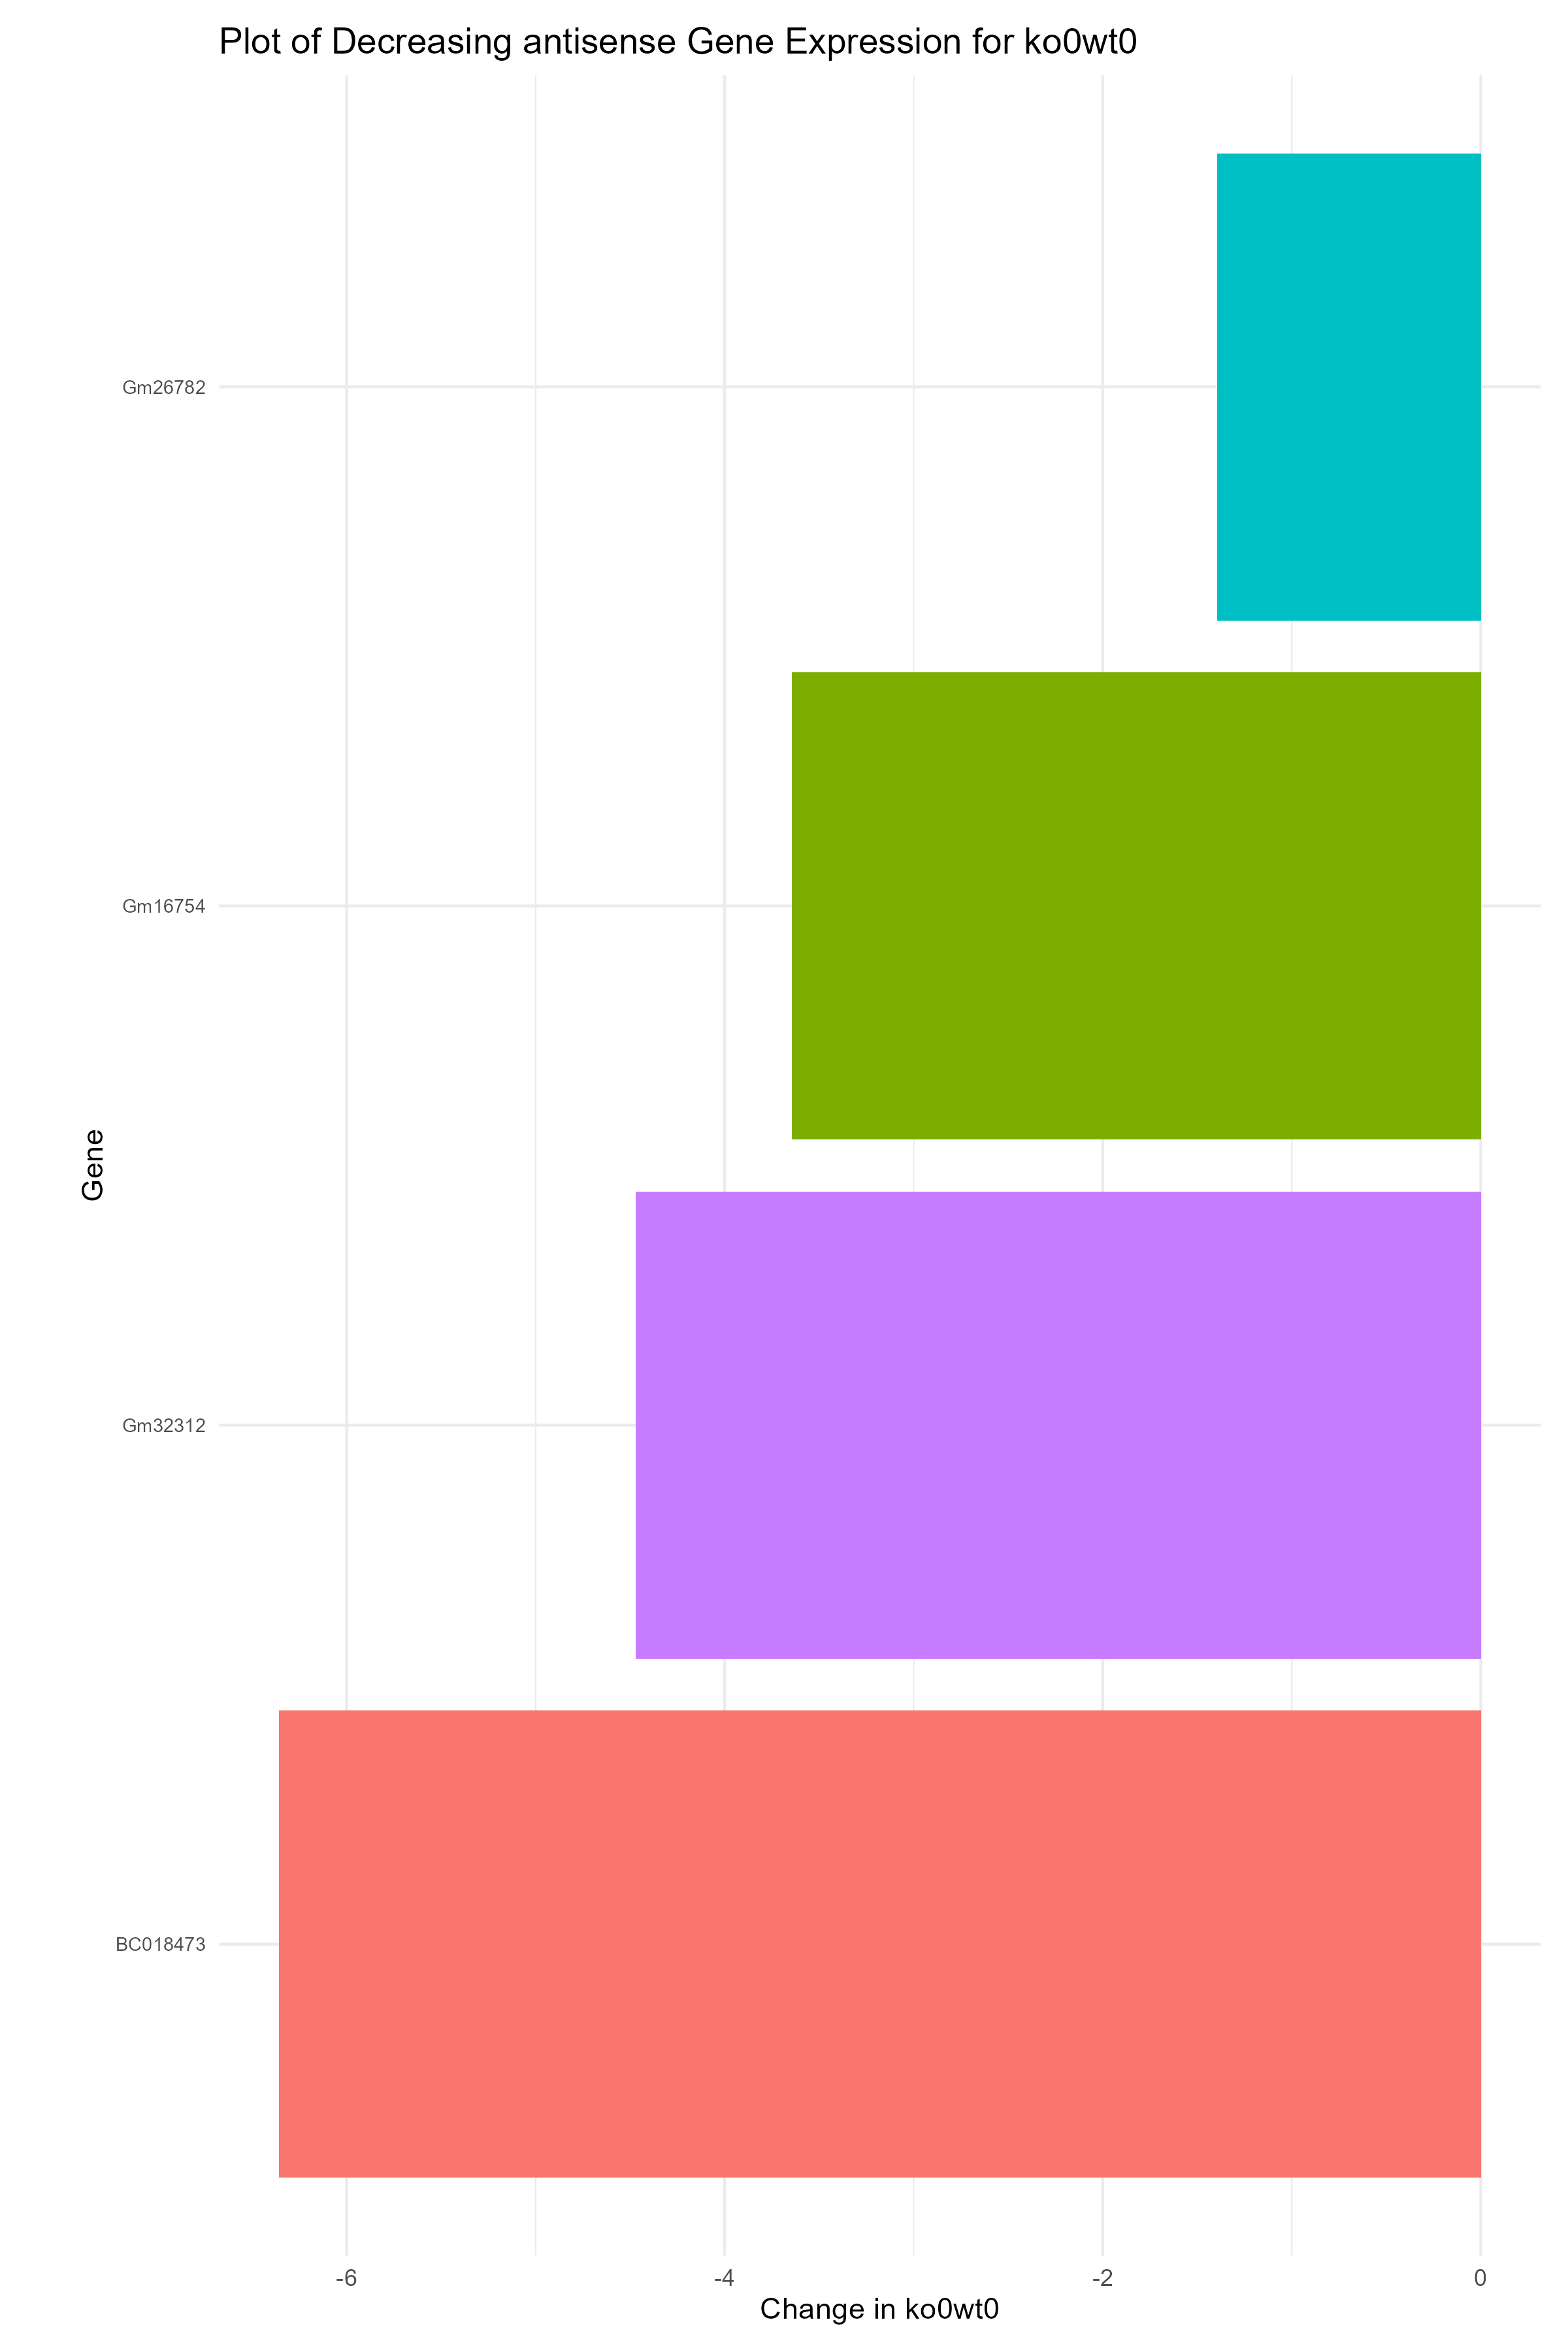 Plot of Decreasing antisense Gene Expression for ko0wt0
Gm26782
Gm16754
Gene
Gm32312
BC018473
-6
-4
-2
0
Change in ko0wt0